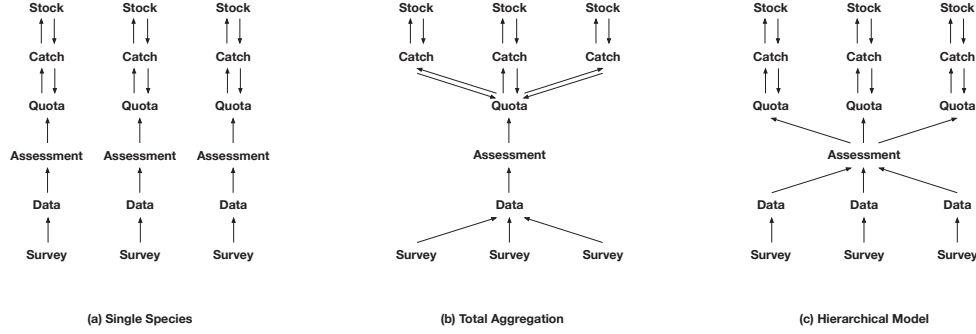 Stock Stock Stock Stock Stock Stock Stock Stock Stock
Catch Catch Catch Catch Catch Catch Catch Catch Catch
Quota Quota Quota Quota Quota Quota Quota
Assessment Assessment Assessment Assessment Assessment
Data Data Data Data Data Data Data
Survey Survey Survey Survey Survey Survey Survey Survey Survey
(a) Single Species (b) Total Aggregation (c) Hierarchical Model